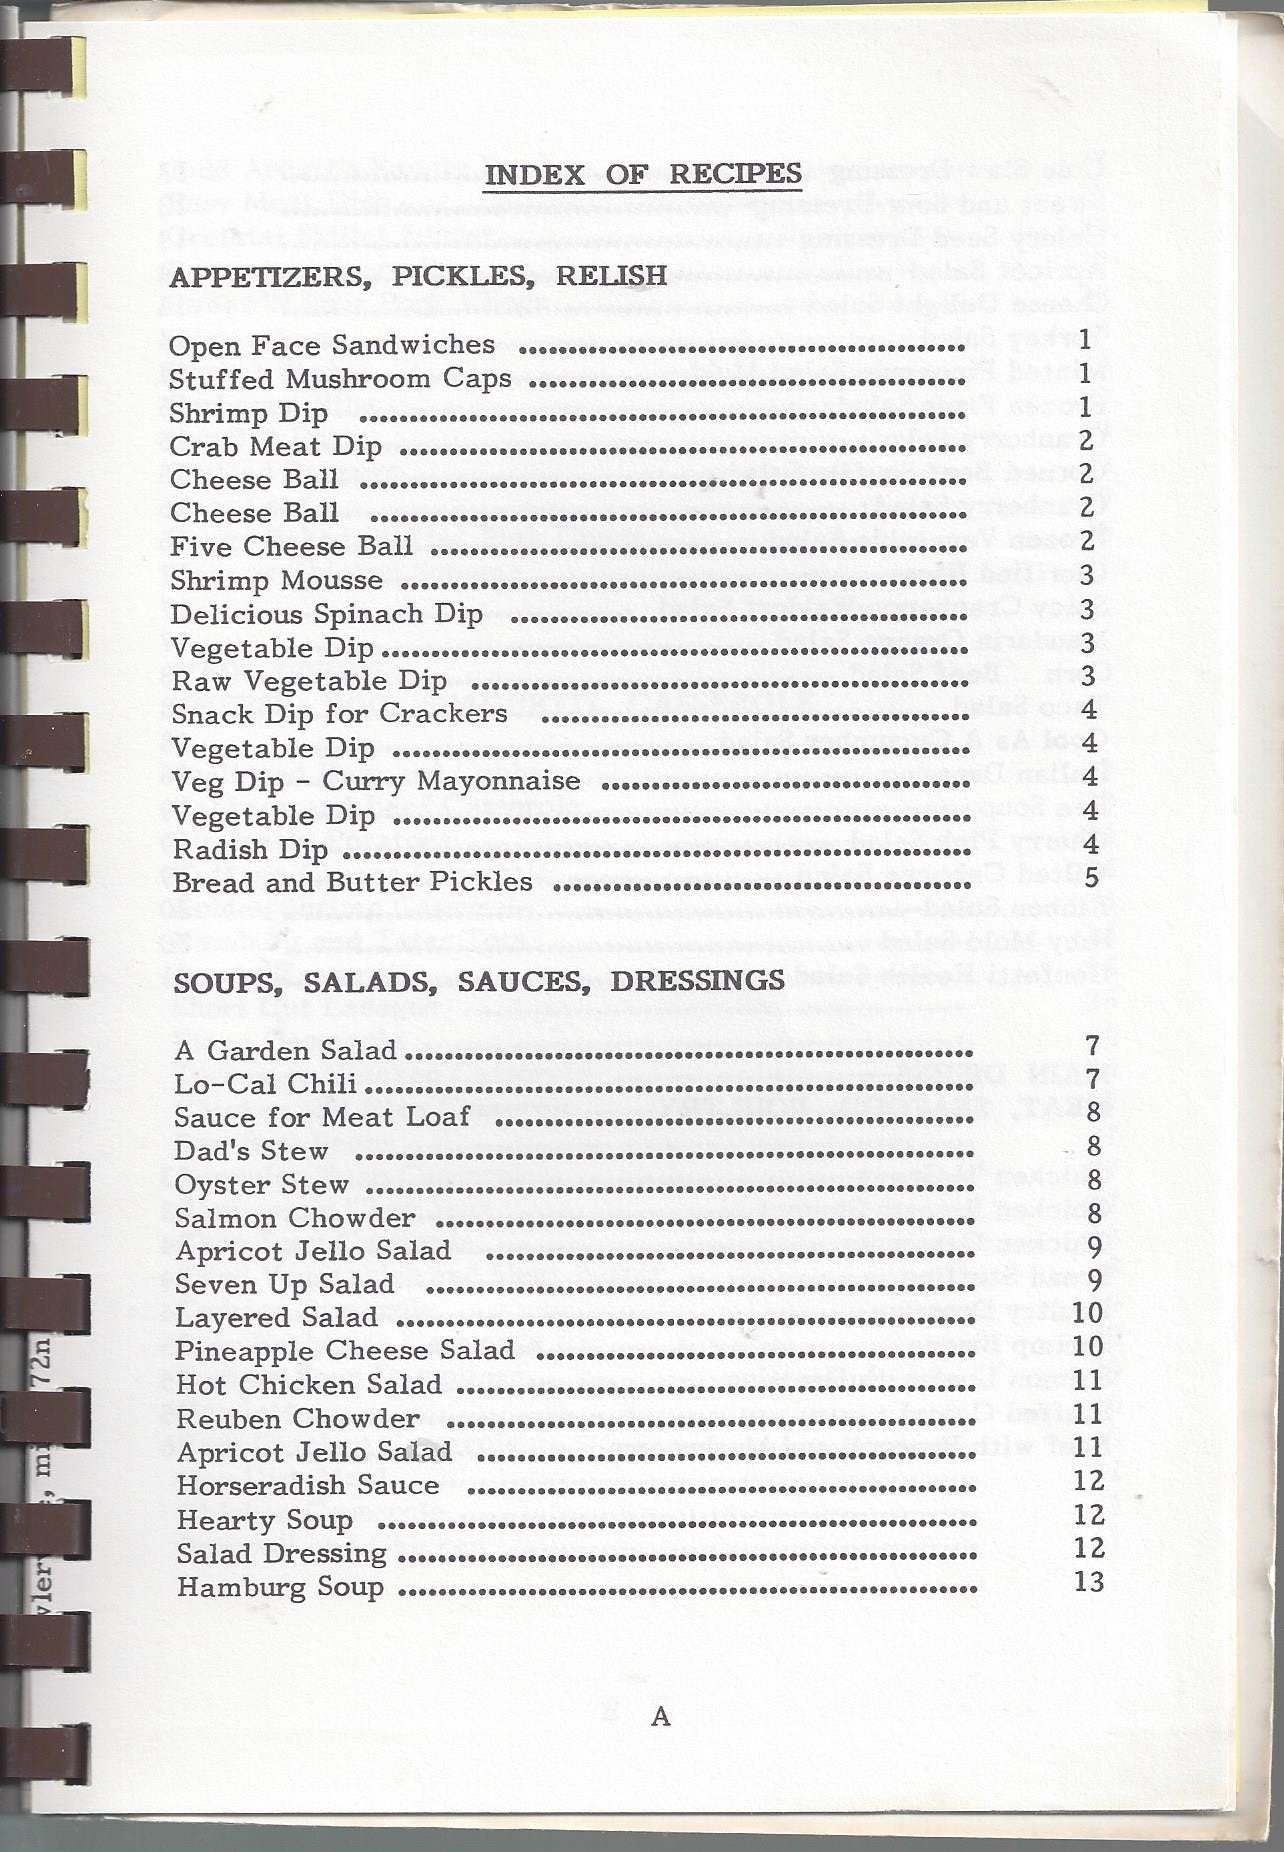 INDEX OF RECIPES
APPETIZERS, PICKLES, RELISH
Open Face Sandwiches ............................................. 1
Stuffed Mushroom Caps ............................................ 1
Shrimp Dip ............................................................. 1
Crab Meat Dip ......................................................... 2
Cheese Ball ............................................................. 2
Cheese Ball ............................................................ 2
Five Cheese Ball ...................................................... 2
Shrimp Mousse ......................................................... 3
Delicious Spinach Dip .............................................. 3
Vegetable Dip ........................................................... 3
Raw Vegetable Dip .................................................. 3
Snack Dip for Crackers ........................................... 4
Vegetable Dip .......................................................... 4
Veg Dip - Curry Mayonnaise ..................................... 4
Vegetable Dip .......................................................... 4
Radish Dip ............................................................... 4
Bread and Butter Pickles .......................................... 5
SOUPS, SALADS, SAUCES, DRESSINGS
A Garden Salad ......................................................... 7
Lo-Cal Chili ............................................................. 7
Sauce for Meat Loaf ................................................ 8
Dad's Stew .............................................................. 8
Oyster Stew ............................................................. 8
Salmon Chowder ...................................................... 8
Apricot Jello Salad ................................................. 9
Seven Up Salad ....................................................... 9
Layered Salad .......................................................... 10
Pineapple Cheese Salad ............................................ 10
Hot Chicken Salad .................................................... 11
Reuben Chowder ..................................................... 11
Apricot Jello Salad .................................................. 11
Horseradish Sauce ................................................... 12
Hearty Soup ............................................................ 12
Salad Dressing .......................................................... 12
Hamburg Soup .......................................................... 13
A